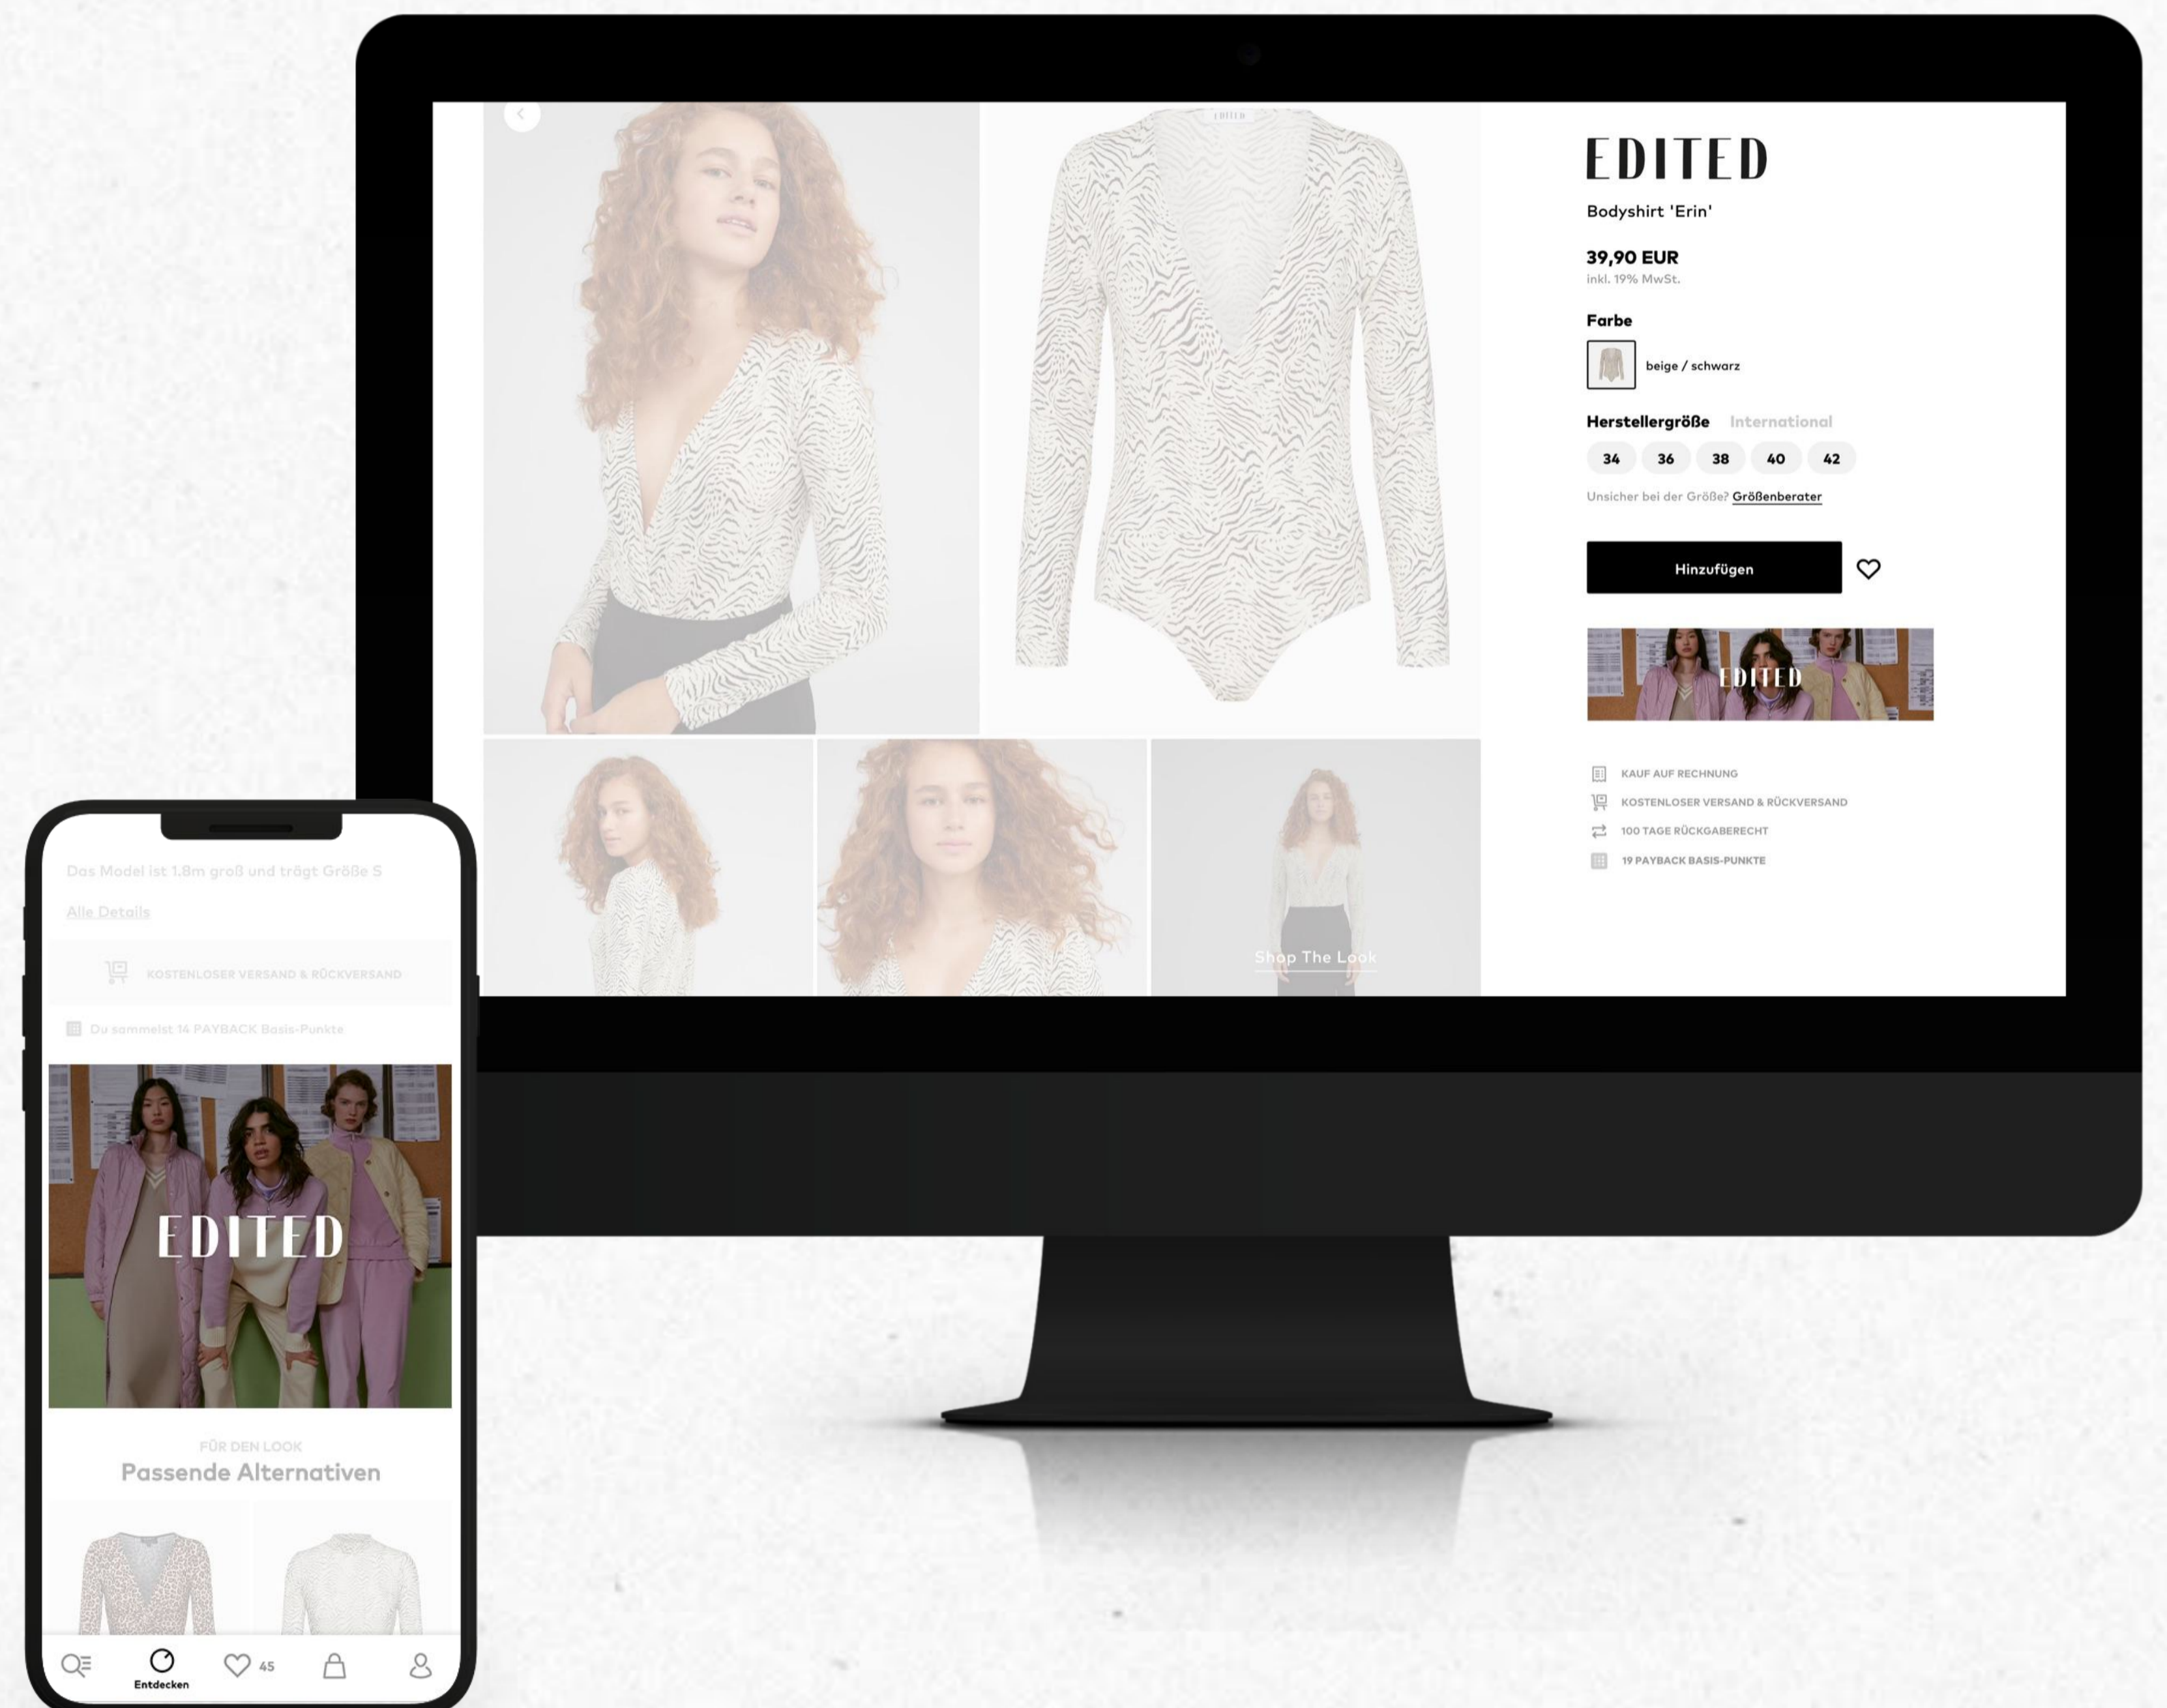 EDITED
EDITED
Bodyshirt 'Erin'
39,90 EUR
inkl. 19% MwSt.
Farbe
beige / schwarz
Herstellergröße International
34 36 38 40 42
Unsicher bei der Größe? Größenberater
Hinzufügen
EDITED
KAUF AUF RECHNUNG
KOSTENLOSER VERSAND & RÜCKVERSAND
100 TAGE RÜCKGABERECHT
19 PAYBACK BASIS-PUNKTE
Shop The Look
Das Model ist 1.8m groß und trägt Größe S
Alle Details
KOSTENLOSER VERSAND & RÜCKVERSAND
Du sammelst 14 PAYBACK Basis-Punkte
EDITED
FÜR DEN LOOK
Passende Alternativen
45
Entdecken